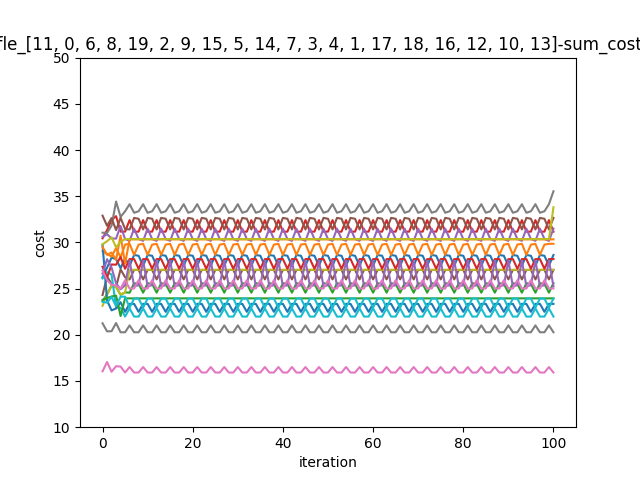 fle_[11, 0, 6, 8, 19, 2, 9, 15, 5, 14, 7, 3, 4, 1, 17, 18, 16, 12, 10, 13]-sum_cost
50
45
40
35
30
25
20
15
10
cost
0 20 40 60 80 100
iteration